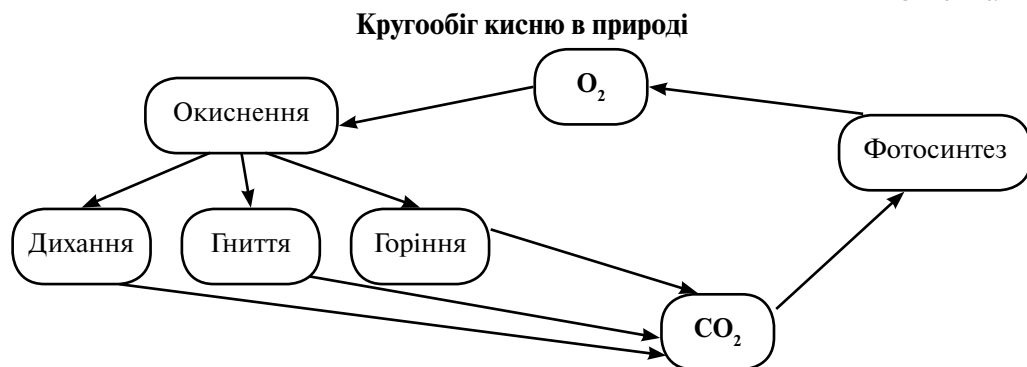 Кругообіг кисню в природі
O₂
Окиснення
Фотосинтез
Дихання
Гниття
Горіння
CO₂